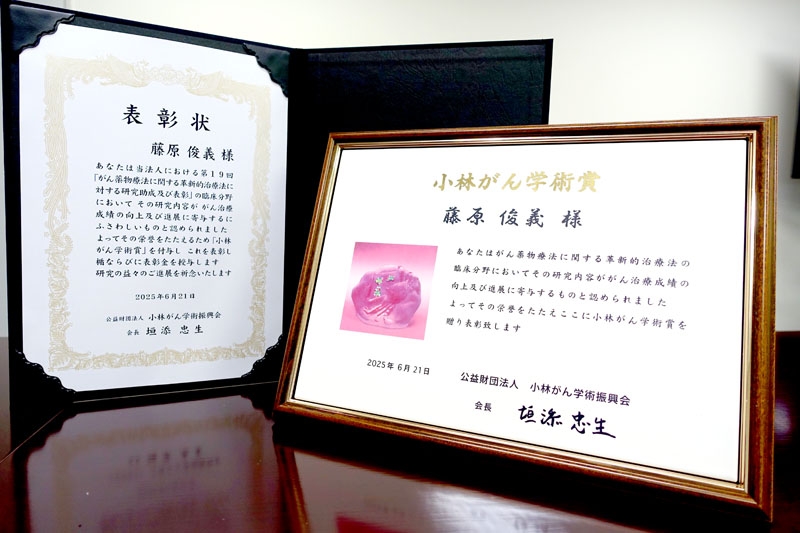 表彰状
藤原 俊義 様
あなたは当法人における第19回
「がん薬物療法に関する革新的治療法に
対する研究助成及び表彰」の臨床分野
において その研究内容が がん治療
成績の向上及び進展に寄与するに
ふさわしいものと認められました
よってその栄誉をたたえるため「小林
がん学術賞」を付与し これを表彰し
楯ならびに表彰金を授与します
研究の益々のご進展を祈念いたします
2025年6月21日
公益財団法人 小林がん学術振興会
会長 垣添 忠生
小林がん学術賞
藤原 俊義 様
あなたはがん薬物療法に関する革新的治療法の
臨床分野においてその研究内容ががん治療成績の
向上及び進展に寄与するものと認められました
よってその栄誉をたたえここに小林がん学術賞を
贈り表彰致します
2025年 6月21日
公益財団法人 小林がん学術振興会
会長 垣添忠生